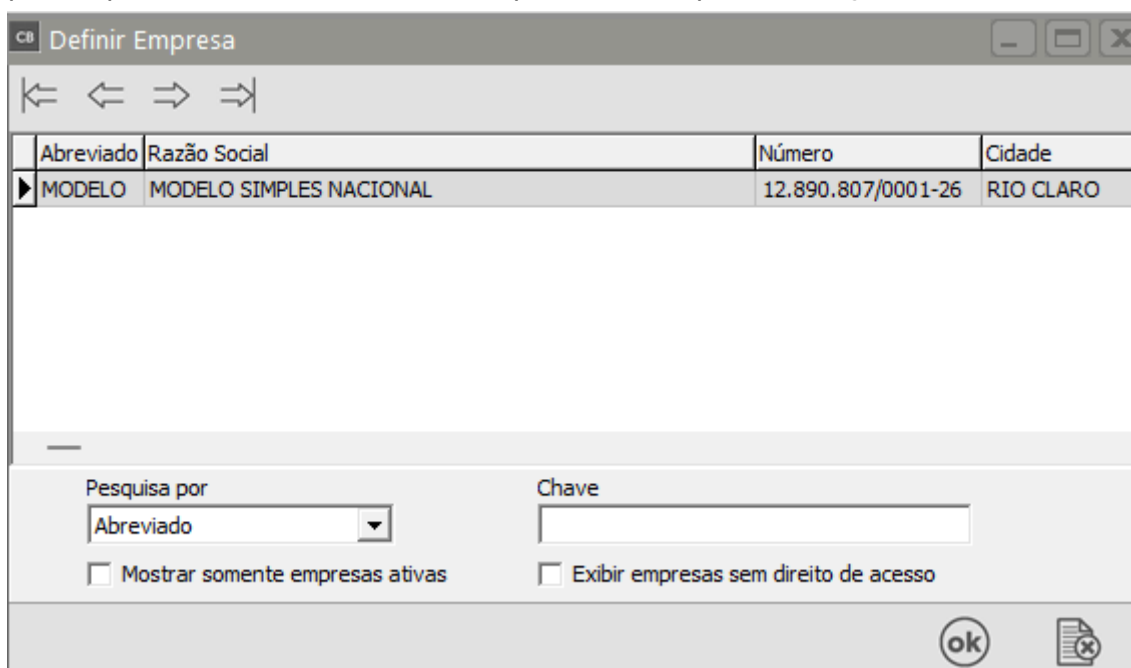 CB Definir Empresa
Abreviado Razão Social Número Cidade
MODELO MODELO SIMPLES NACIONAL 12.890.807/0001-26 RIO CLARO
Pesquisa por Chave
Abreviado
Mostrar somente empresas ativas Exibir empresas sem direito de acesso
ok